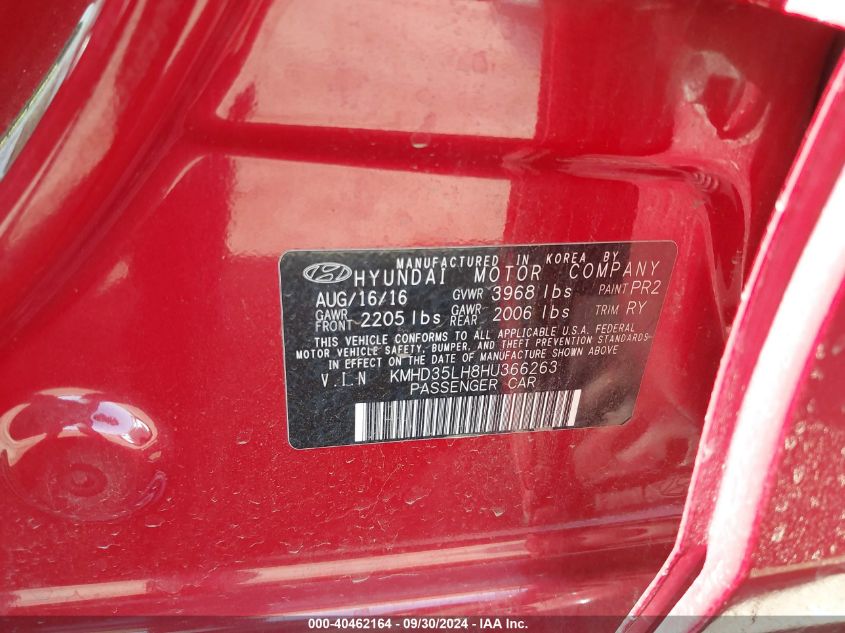 MANUFACTURED IN KOREA BY
HYUNDAI MOTOR COMPANY
AUG/16/16 GVWR 3968 lbs PAINT PR2
GAWR FRONT 2205 lbs GAWR REAR 2006 lbs TRIM RY
THIS VEHICLE CONFORMS TO ALL APPLICABLE U.S.A. FEDERAL
MOTOR VEHICLE SAFETY, BUMPER, AND THEFT PREVENTION STANDARDS
IN EFFECT ON THE DATE OF MANUFACTURE SHOWN ABOVE
V.I.N KMHD35LH8HU366263
PASSENGER CAR
000-40462164 - 09/30/2024 - IAAI.COM